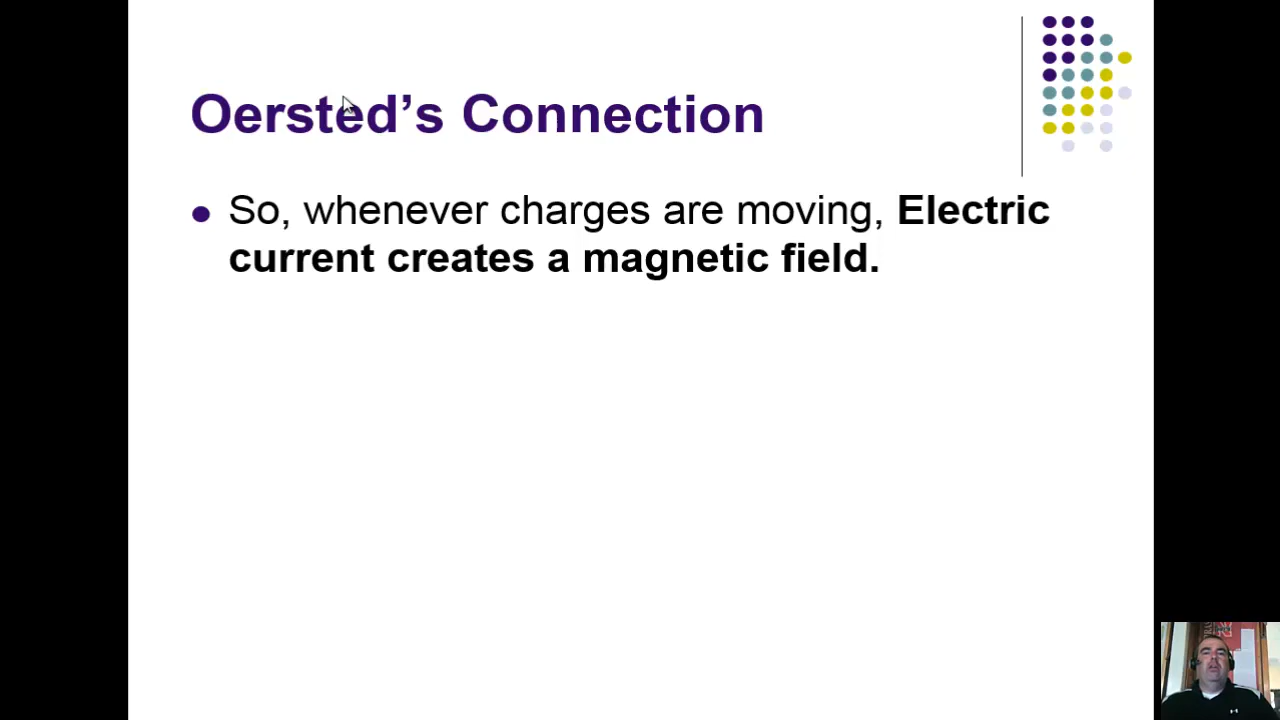 Oersted's Connection
So, whenever charges are moving, Electric
current creates a magnetic field.